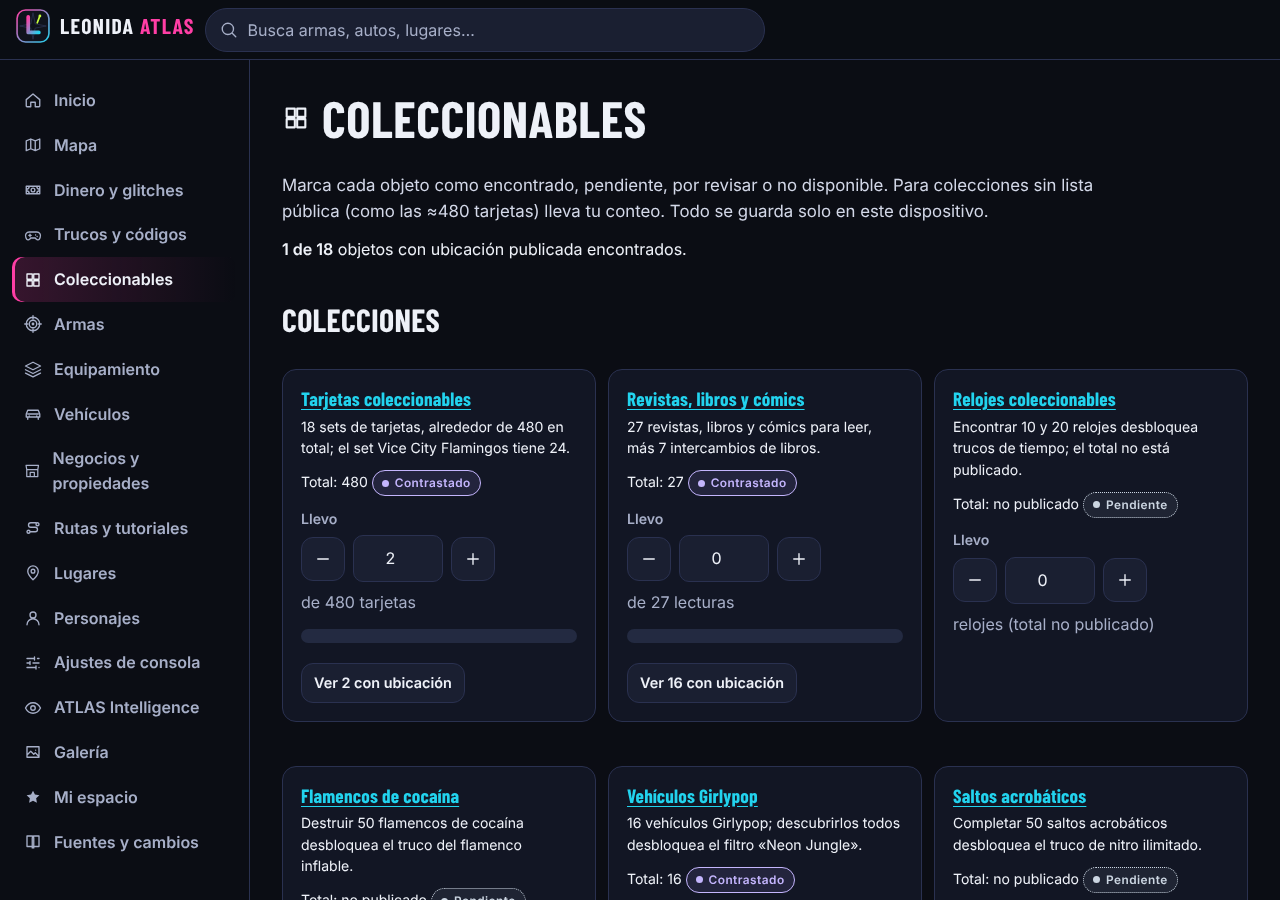 LEONIDA ATLAS
Busca armas, autos, lugares...
Inicio
Mapa
Dinero y glitches
Trucos y códigos
Coleccionables
Armas
Equipamiento
Vehículos
Negocios y
propiedades
Rutas y tutoriales
Lugares
Personajes
Ajustes de consola
ATLAS Intelligence
Galería
Mi espacio
Fuentes y cambios
COLECCIONABLES
Marca cada objeto como encontrado, pendiente, por revisar o no disponible. Para colecciones sin lista
pública (como las ≈480 tarjetas) lleva tu conteo. Todo se guarda solo en este dispositivo.
1 de 18 objetos con ubicación publicada encontrados.
COLECCIONES
Tarjetas coleccionables
18 sets de tarjetas, alrededor de 480 en
total; el set Vice City Flamingos tiene 24.
Total: 480 Contrastado
Llevo
− 2 +
de 480 tarjetas
Ver 2 con ubicación
Revistas, libros y cómics
27 revistas, libros y cómics para leer,
más 7 intercambios de libros.
Total: 27 Contrastado
Llevo
− 0 +
de 27 lecturas
Ver 16 con ubicación
Relojes coleccionables
Encontrar 10 y 20 relojes desbloquea
trucos de tiempo; el total no está
publicado.
Total: no publicado Pendiente
Llevo
− 0 +
relojes (total no publicado)
Flamencos de cocaína
Destruir 50 flamencos de cocaína
desbloquea el truco del flamenco
inflable.
Total: no publicado Pendiente
Vehículos Girlypop
16 vehículos Girlypop; descubrirlos todos
desbloquea el filtro «Neon Jungle».
Total: 16 Contrastado
Saltos acrobáticos
Completar 50 saltos acrobáticos
desbloquea el truco de nitro ilimitado.
Total: no publicado Pendiente